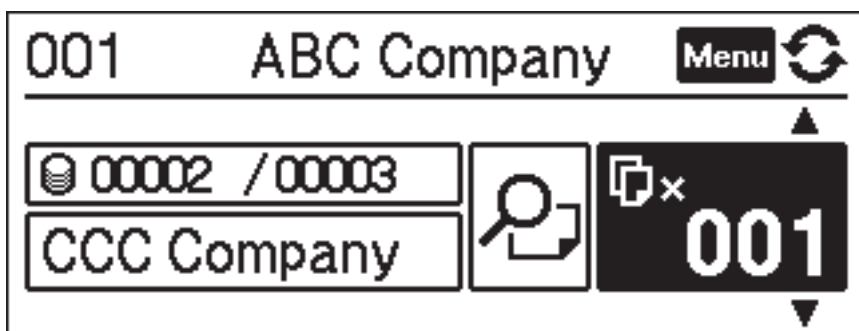 001 ABC Company Menu
00002 /00003
×
001
CCC Company